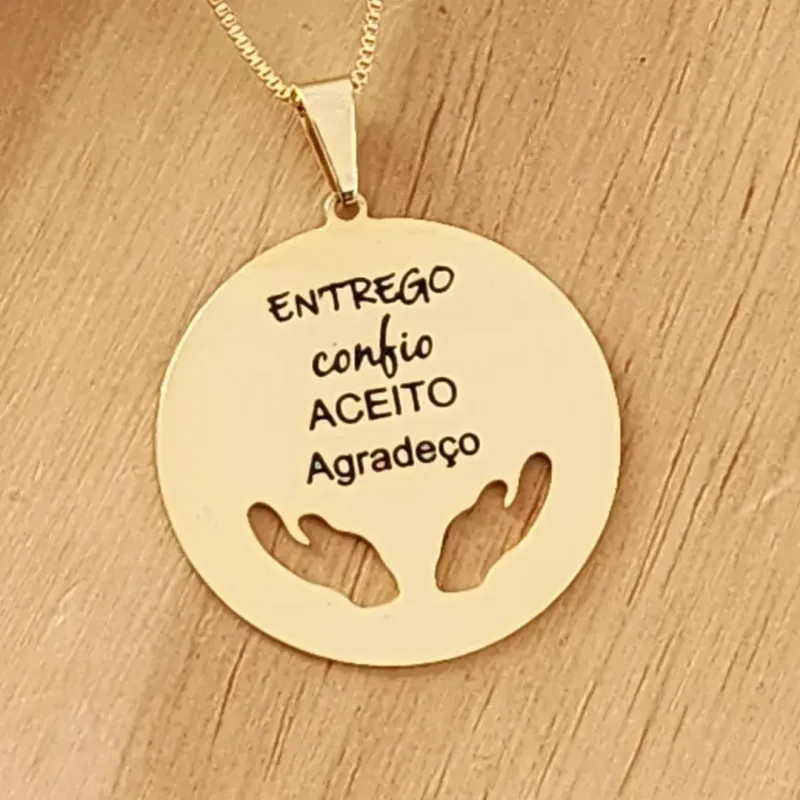 ENTREGO
confio
ACEITO
Agradeço